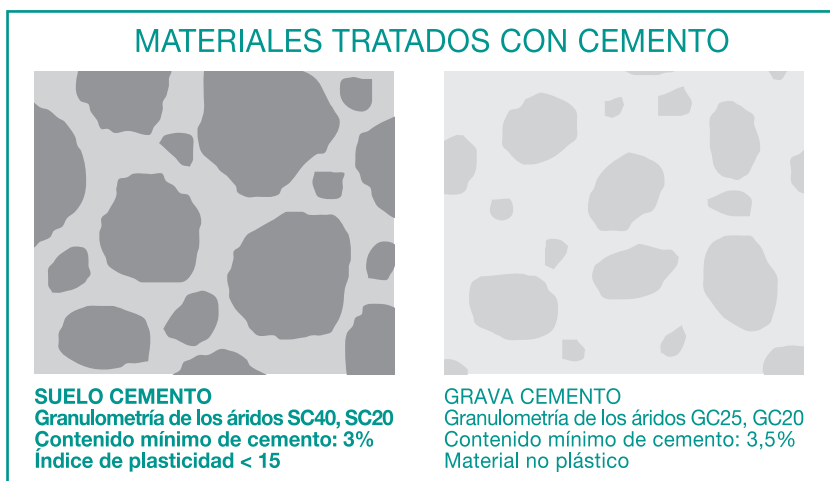 MATERIALES TRATADOS CON CEMENTO
SUELO CEMENTO
Granulometría de los áridos SC40, SC20
Contenido mínimo de cemento: 3%
Índice de plasticidad < 15
GRAVA CEMENTO
Granulometría de los áridos GC25, GC20
Contenido mínimo de cemento: 3,5%
Material no plástico